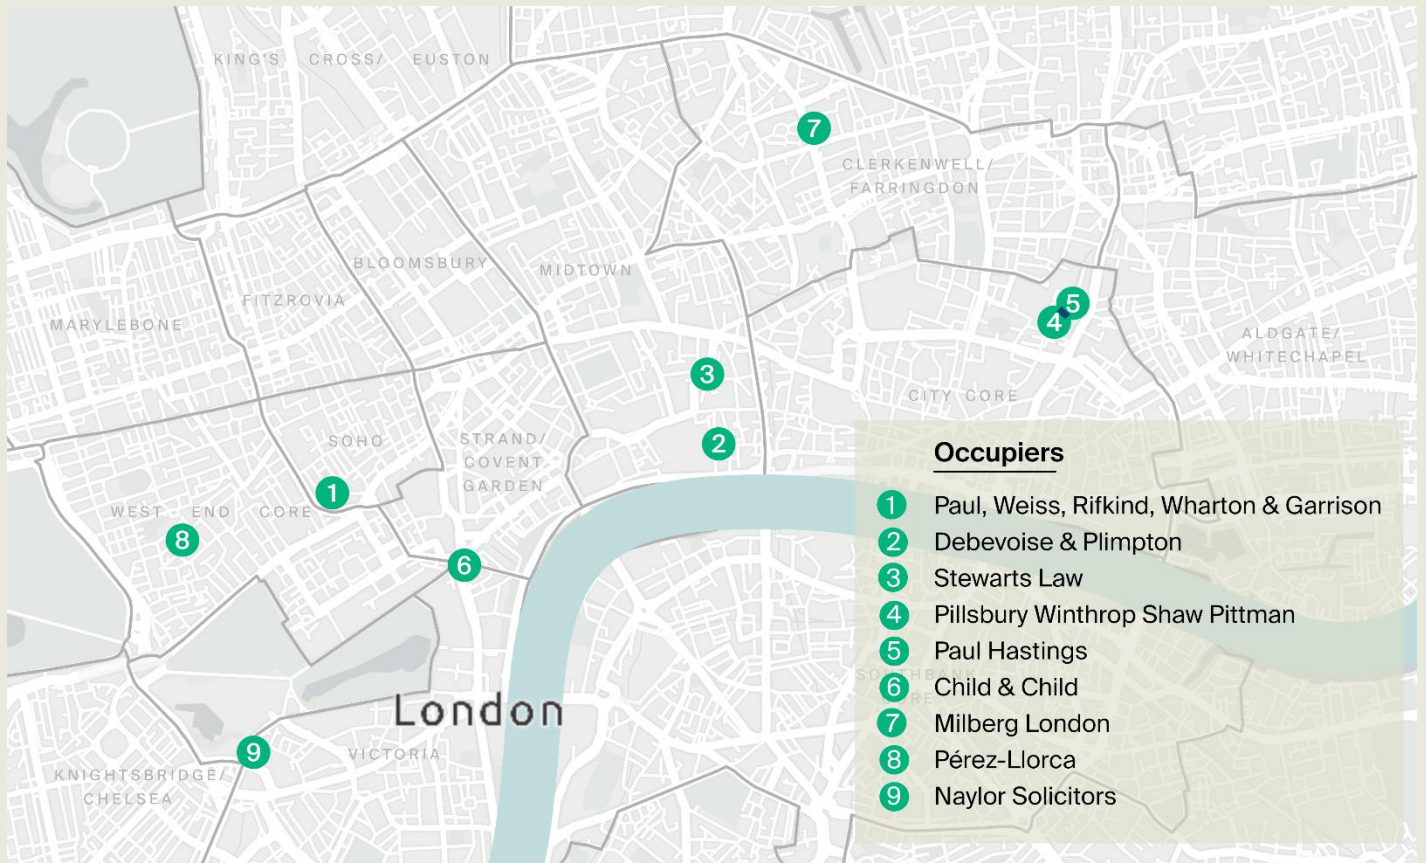 KING'S CROSS/ EUSTON
7
CLERKENWELL/
FARRINGDON
BLOOMSBURY
MIDTOWN
FITZROVIA
MARYLEBONE
5
4
ALDGATE/
WHITECHAPEL
3
CITY CORE
SOHO
STRAND/
COVENT
GARDEN
2
1
WEST END CORE
8
6
London
9
VICTORIA
KNIGHTSBRIDGE/
CHELSEA
SOUTHBANK
CORE
Occupiers
1 Paul, Weiss, Rifkind, Wharton & Garrison
2 Debevoise & Plimpton
3 Stewarts Law
4 Pillsbury Winthrop Shaw Pittman
5 Paul Hastings
6 Child & Child
7 Milberg London
8 Pérez-Llorca
9 Naylor Solicitors